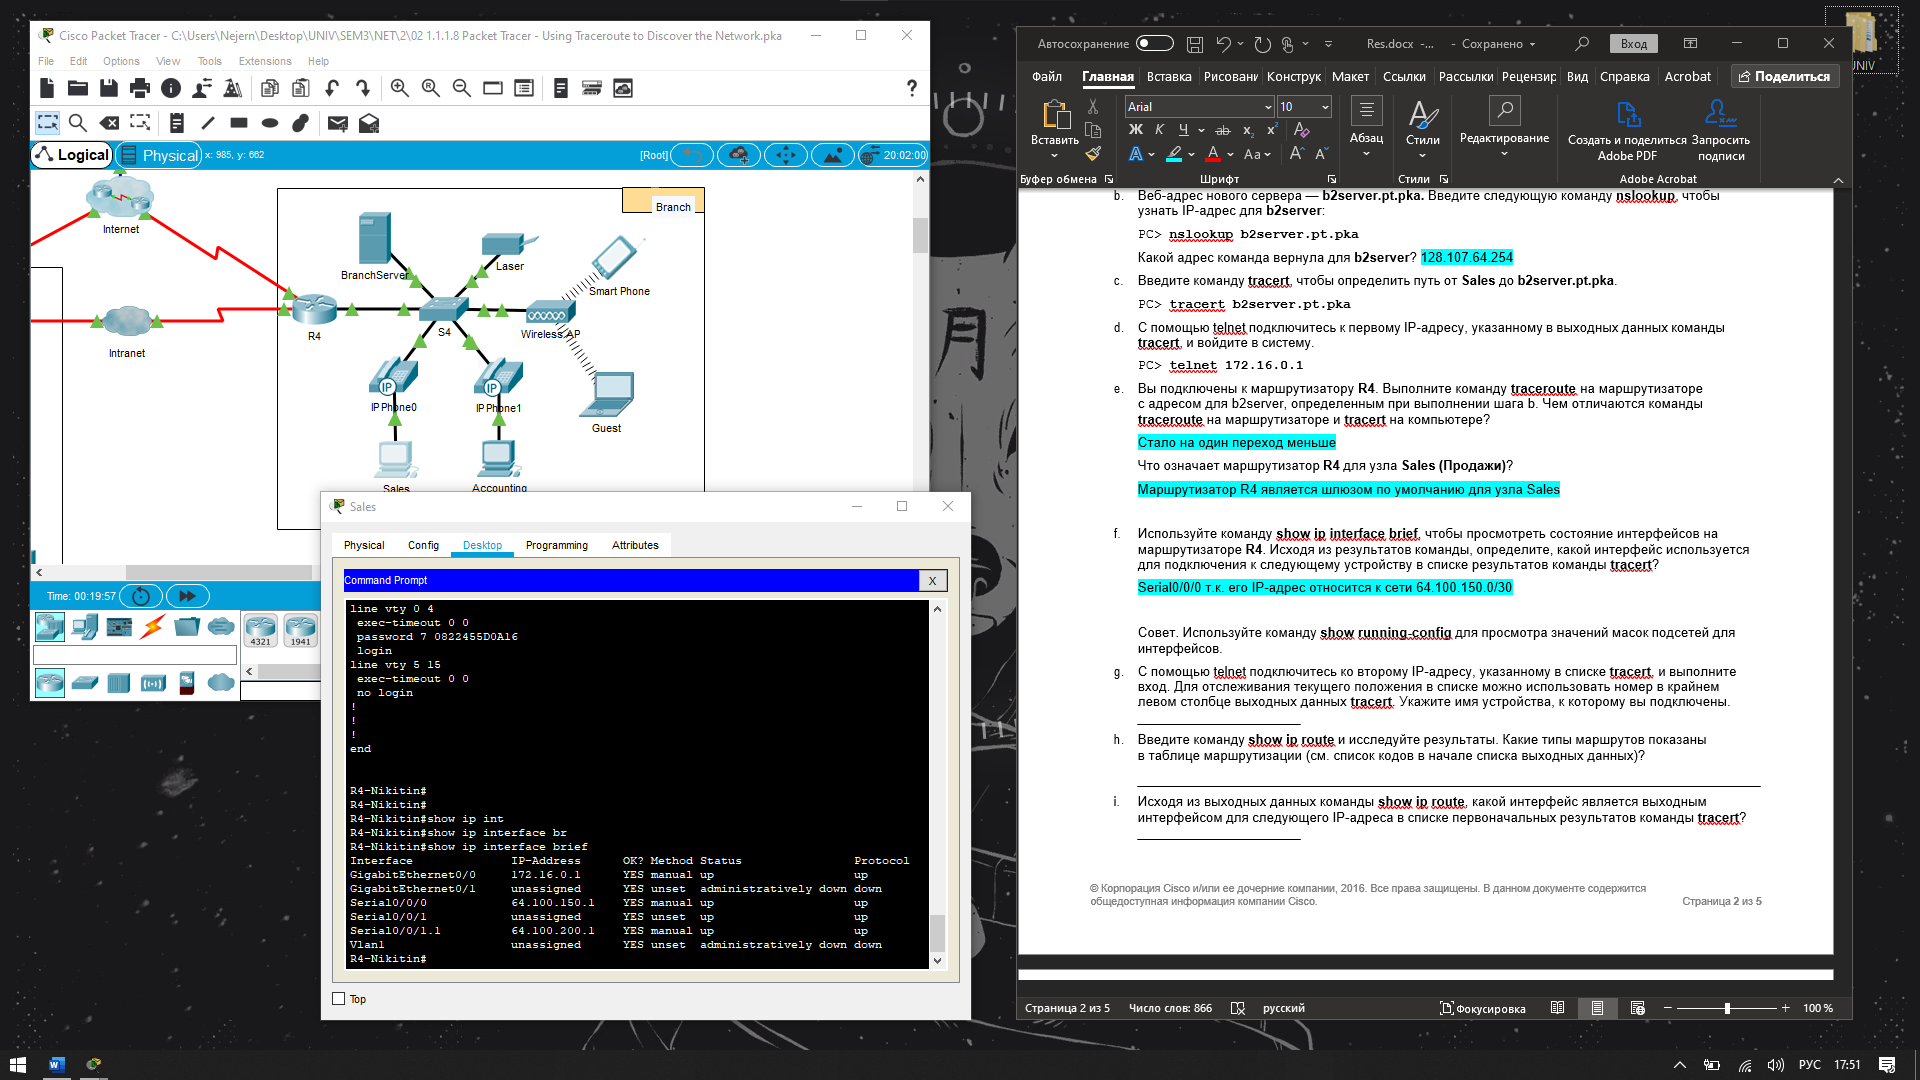 Cisco Packet Tracer - C:\Users\Nejern\Desktop\UNIV\SEM3\NET\2\02 1.1.1.8 Packet Tracer - Using Traceroute to Discover the Network.pka
File Edit Options View Tools Extensions Help
?
Logical Physical x: 985, y: 662 [Root] 20:02:00
Branch
Internet
BranchServer
Laser
Smart Phone
R4
S4
Wireless AP
Intranet
IP
IP
IP Phone0
IP Phone1
Guest
Sales
Accounting
Time: 00:19:57
4321 1941
Sales
Physical Config Desktop Programming Attributes
Command Prompt X
line vty 0 4
exec-timeout 0 0
password 7 0822455D0A16
login
line vty 5 15
exec-timeout 0 0
no login
!
!
!
end
R4-Nikitin#
R4-Nikitin#
R4-Nikitin#show ip int
R4-Nikitin#show ip interface br
R4-Nikitin#show ip interface brief
Interface IP-Address OK? Method Status Protocol
GigabitEthernet0/0 172.16.0.1 YES manual up up
GigabitEthernet0/1 unassigned YES unset administratively down down
Serial0/0/0 64.100.150.1 YES manual up up
Serial0/0/1 unassigned YES unset up up
Serial0/0/1.1 64.100.200.1 YES manual up up
Vlan1 unassigned YES unset administratively down down
R4-Nikitin#
Top
UNIV
Автосохранение Res.docx -... - Сохранено Вход
Файл Главная Вставка Рисовани Конструк Макет Ссылки Рассылки Рецензир Вид Справка Acrobat Поделиться
Вставить
Arial 10
Ж К Ч ab x₂ x²
А А Аа А А
Абзац
Стили
Редактирование
Создать и поделиться Adobe PDF
Запросить подписи
Буфер обмена Шрифт Стили Adobe Acrobat
b. Веб-адрес нового сервера — b2server.pt.pka. Введите следующую команду nslookup, чтобы
узнать IP-адрес для b2server:
PC> nslookup b2server.pt.pka
Какой адрес команда вернула для b2server? 128.107.64.254
c. Введите команду tracert, чтобы определить путь от Sales до b2server.pt.pka.
PC> tracert b2server.pt.pka
d. С помощью telnet подключитесь к первому IP-адресу, указанному в выходных данных команды
tracert, и войдите в систему.
PC> telnet 172.16.0.1
e. Вы подключены к маршрутизатору R4. Выполните команду traceroute на маршрутизаторе
с адресом для b2server, определенным при выполнении шага b. Чем отличаются команды
traceroute на маршрутизаторе и tracert на компьютере?
Стало на один переход меньше
Что означает маршрутизатор R4 для узла Sales (Продажи)?
Маршрутизатор R4 является шлюзом по умолчанию для узла Sales
f. Используйте команду show ip interface brief, чтобы просмотреть состояние интерфейсов на
маршрутизаторе R4. Исходя из результатов команды, определите, какой интерфейс используется
для подключения к следующему устройству в списке результатов команды tracert?
Serial0/0/0 т.к. его IP-адрес относится к сети 64.100.150.0/30
Совет. Используйте команду show running-config для просмотра значений масок подсетей для
интерфейсов.
g. С помощью telnet подключитесь ко второму IP-адресу, указанному в списке tracert, и выполните
вход. Для отслеживания текущего положения в списке можно использовать номер в крайнем
левом столбце выходных данных tracert. Укажите имя устройства, к которому вы подключены.
h. Введите команду show ip route и исследуйте результаты. Какие типы маршрутов показаны
в таблице маршрутизации (см. список кодов в начале списка выходных данных)?
i. Исходя из выходных данных команды show ip route, какой интерфейс является выходным
интерфейсом для следующего IP-адреса в списке первоначальных результатов команды tracert?
© Корпорация Cisco и/или ее дочерние компании, 2016. Все права защищены. В данном документе содержится
общедоступная информация компании Cisco. Страница 2 из 5
Страница 2 из 5 Число слов: 866 русский Фокусировка 100 %
月
РУС 17:51